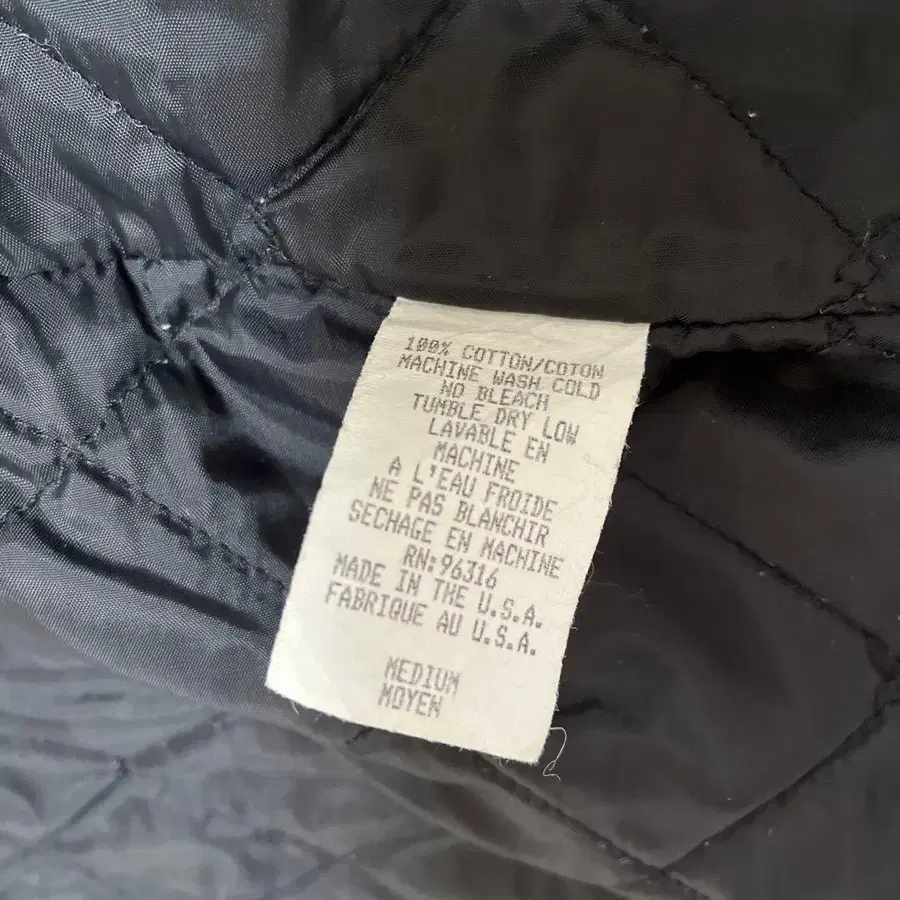 100% COTTON/COTON
MACHINE WASH COLD
NO BLEACH
TUMBLE DRY LOW
LAVABLE EN
MACHINE
A L'EAU FROIDE
NE PAS BLANCHIR
SECHAGE EN MACHINE
RN:96316
MADE IN THE U.S.A.
FABRIQUE AU U.S.A.
MEDIUM
MOYEN